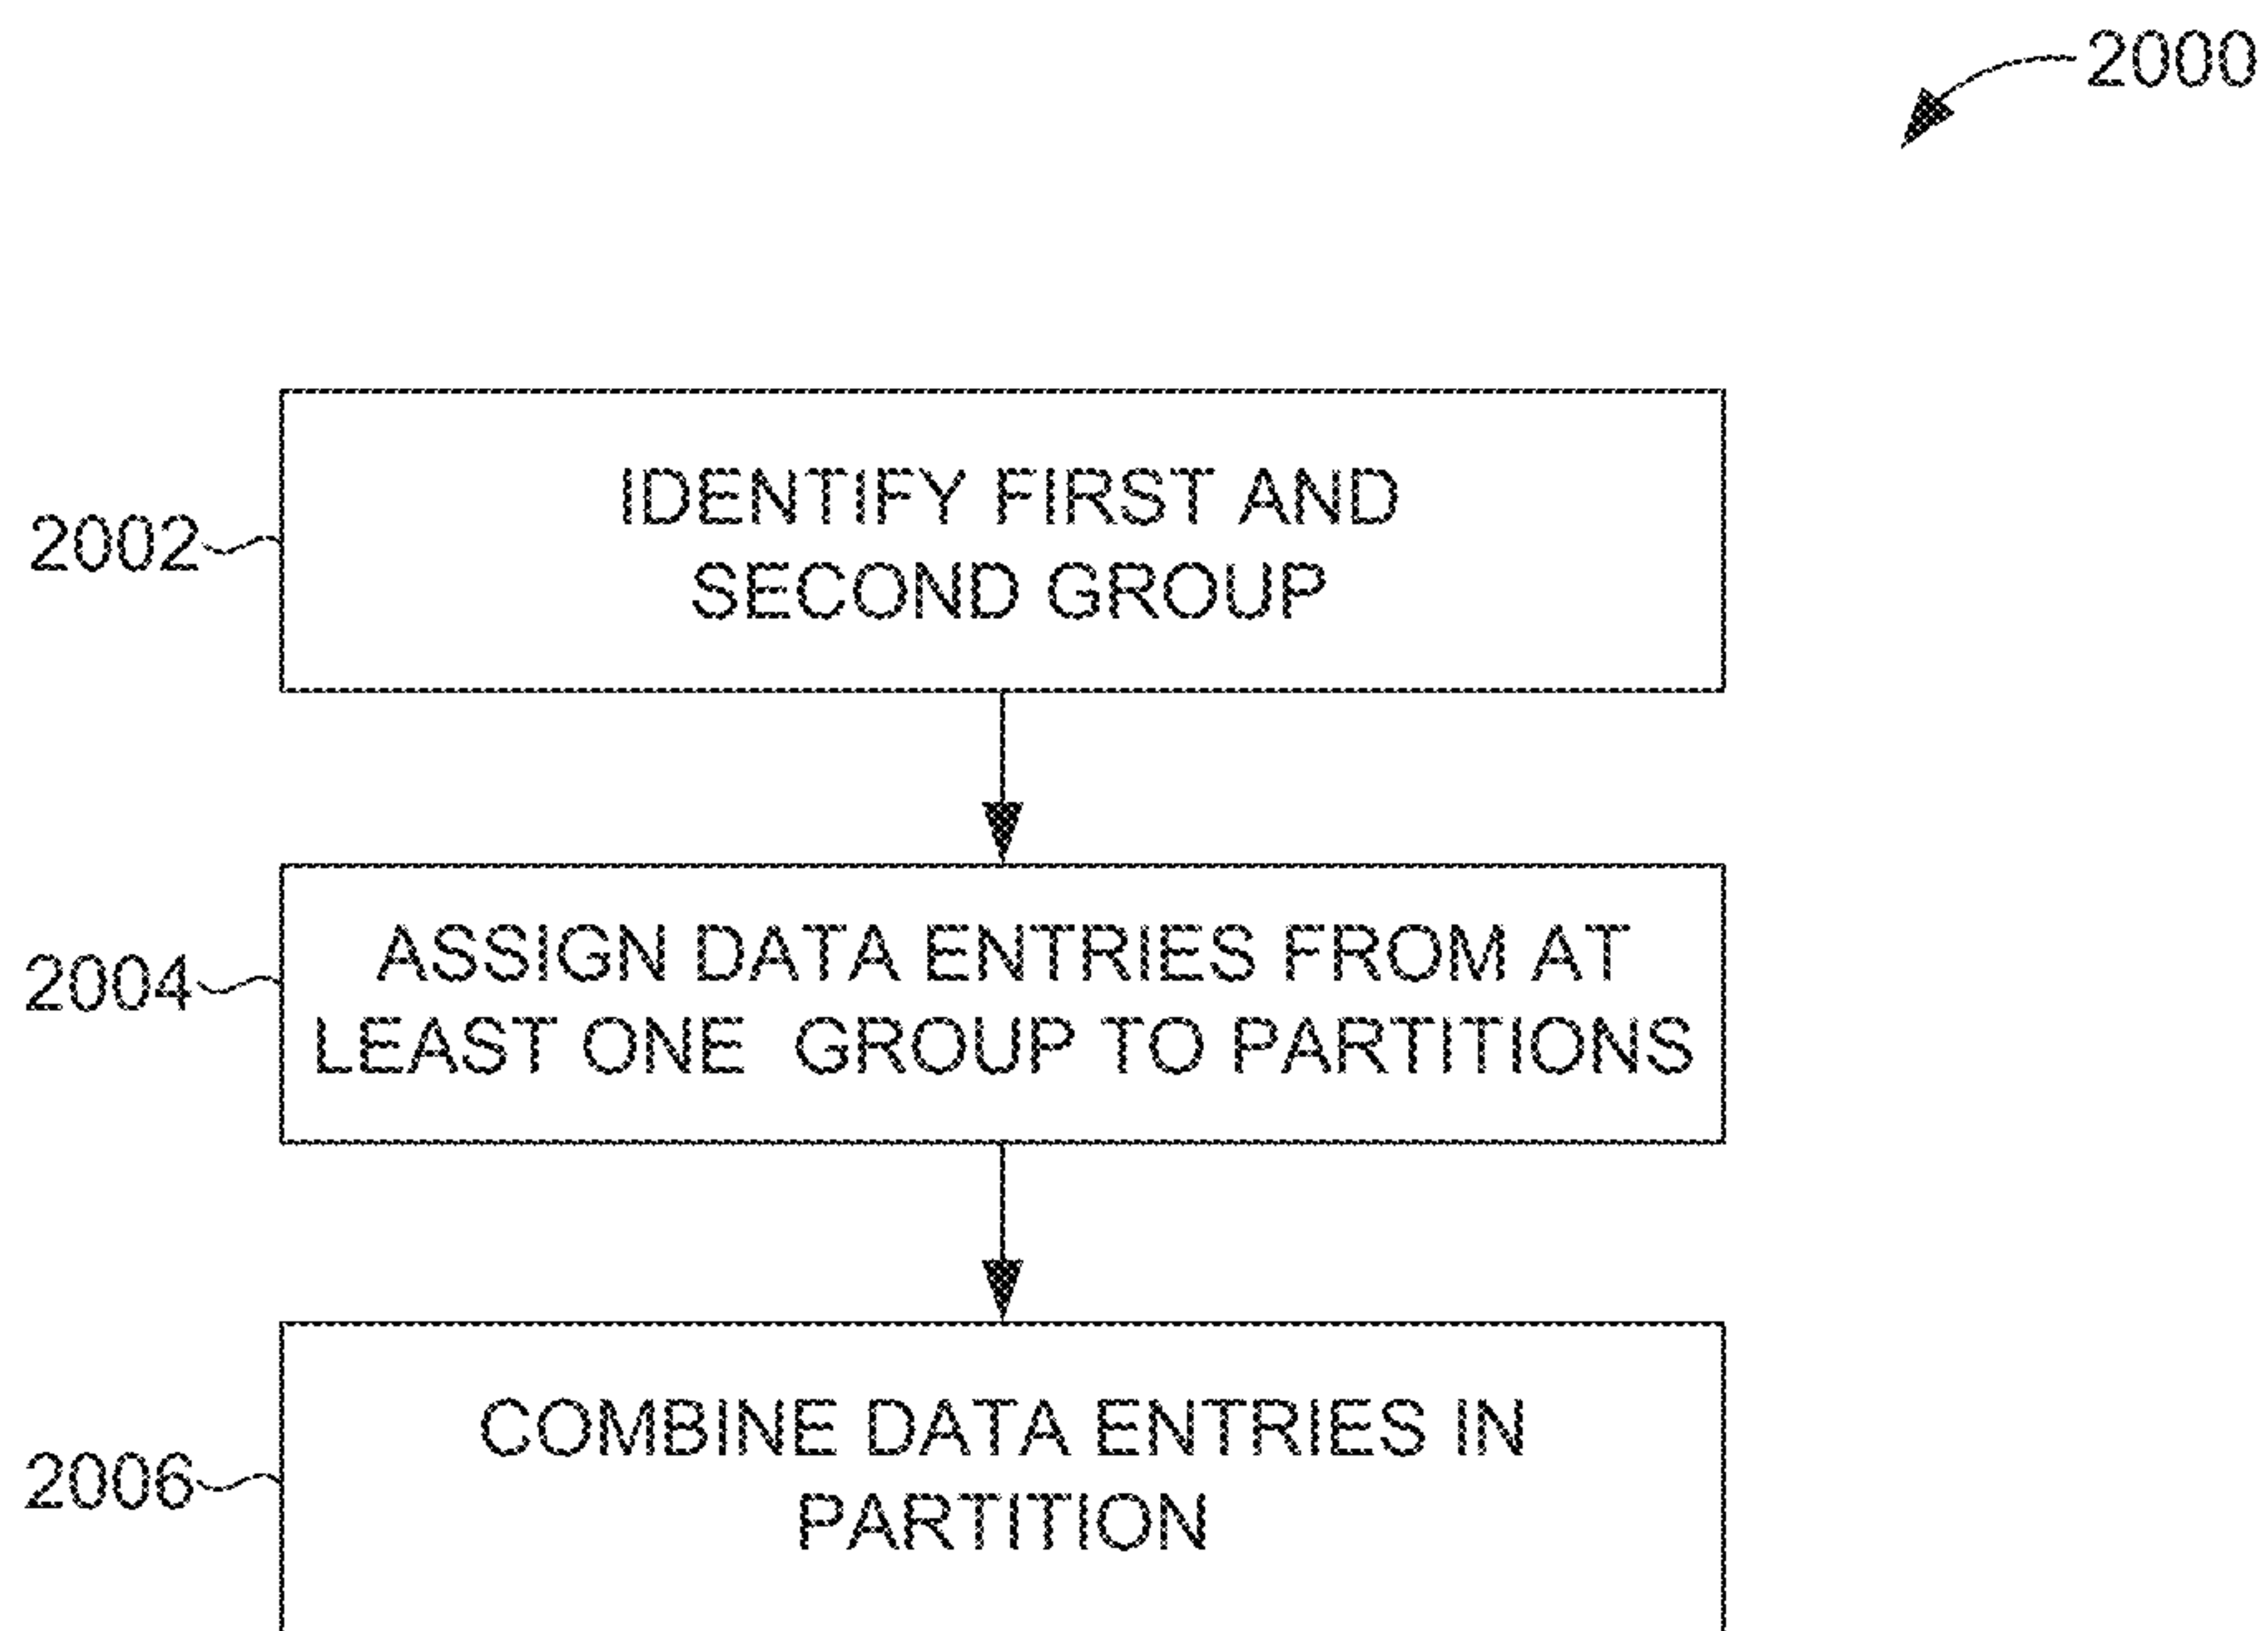 2000
IDENTIFY FIRST AND
2002
SECOND GROUP
ASSIGN DATA ENTRIES FROM AT
2004
LEAST ONE GROUP TO PARTITIONS
COMBINE DATA ENTRIES IN
2006
PARTITION